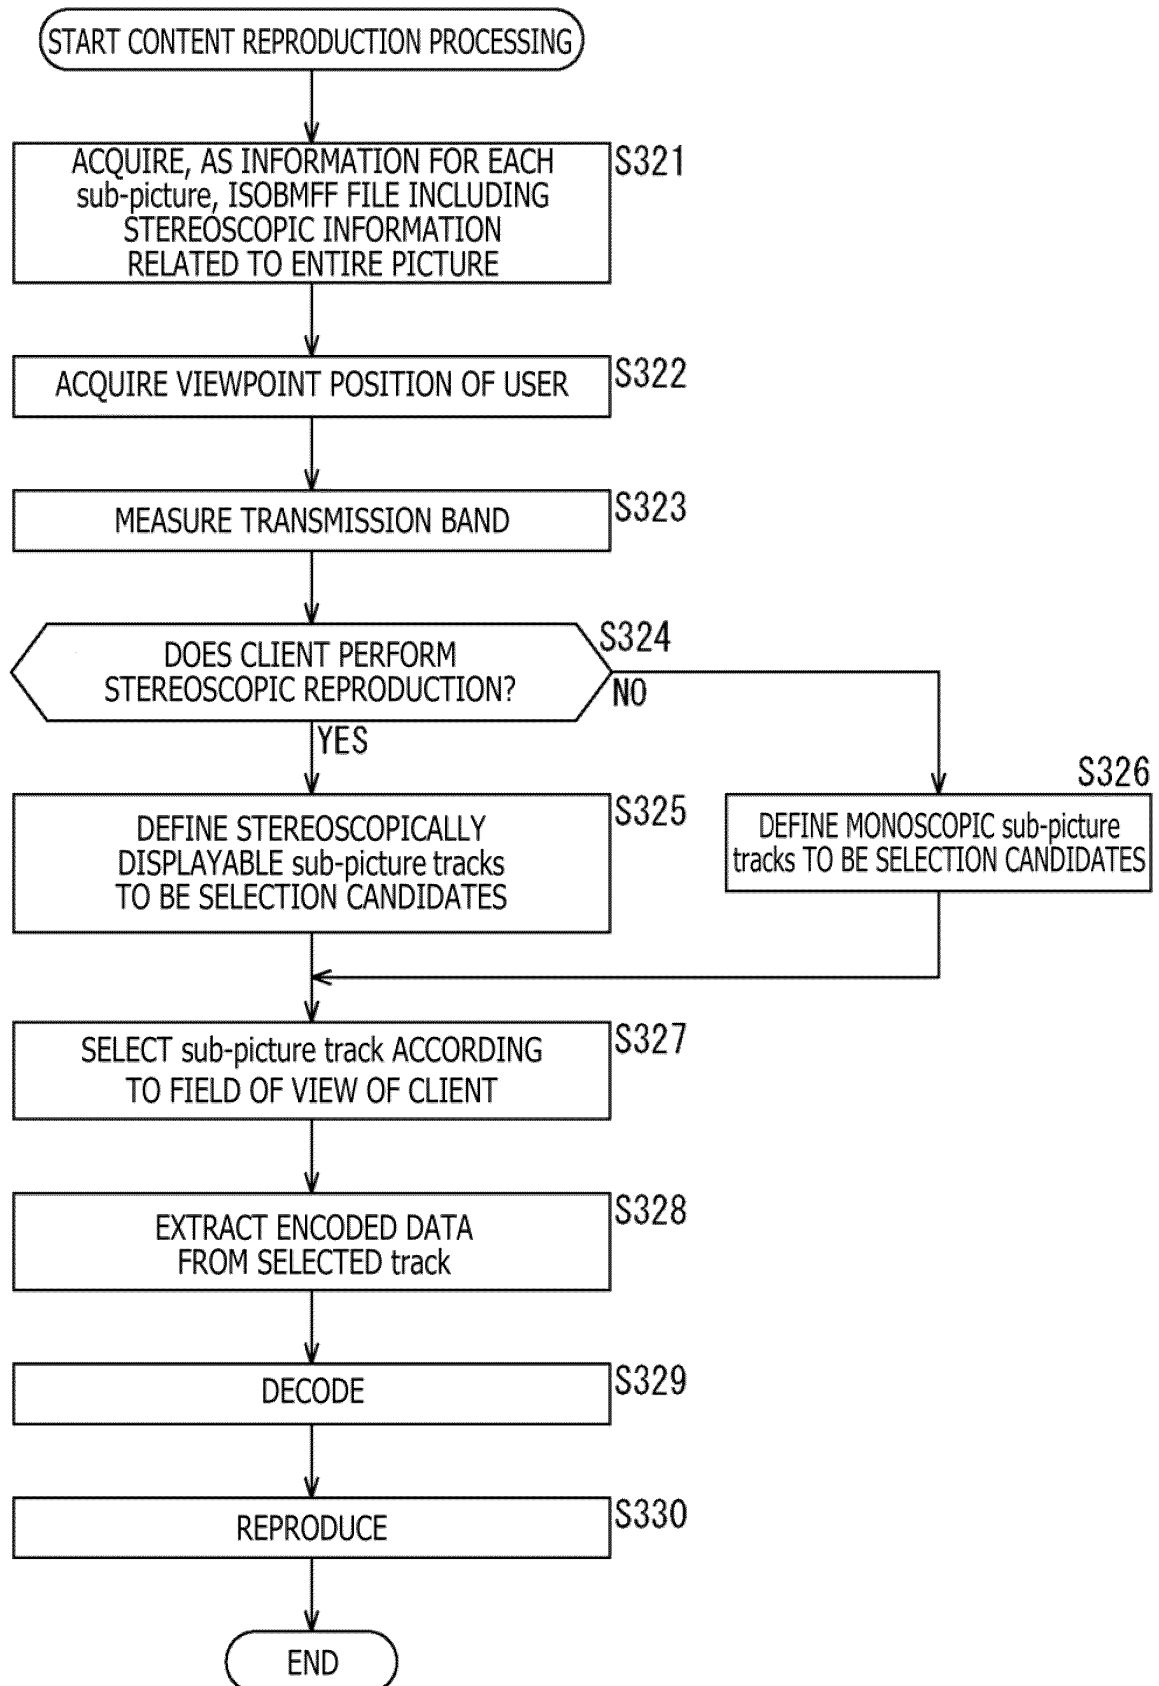 START CONTENT REPRODUCTION PROCESSING
ACQUIRE, AS INFORMATION FOR EACH
sub-picture, ISOBMFF FILE INCLUDING
STEREOSCOPIC INFORMATION
RELATED TO ENTIRE PICTURE
S321
ACQUIRE VIEWPOINT POSITION OF USER
S322
MEASURE TRANSMISSION BAND
S323
DOES CLIENT PERFORM
STEREOSCOPIC REPRODUCTION?
S324
NO
YES
DEFINE STEREOSCOPICALLY
DISPLAYABLE sub-picture tracks
TO BE SELECTION CANDIDATES
S325
S326
DEFINE MONOSCOPIC sub-picture
tracks TO BE SELECTION CANDIDATES
SELECT sub-picture track ACCORDING
TO FIELD OF VIEW OF CLIENT
S327
EXTRACT ENCODED DATA
FROM SELECTED track
S328
DECODE
S329
REPRODUCE
S330
END